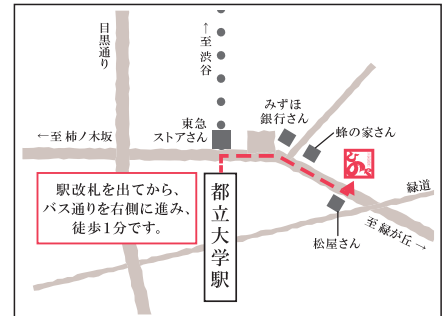 目黒通り
←至 渋谷
東急
ストアさん
みずほ
銀行さん
蜂の家さん
←至 柿ノ木坂
駅改札を出てから、
バス通りを右側に進み、
徒歩1分です。
都立大学駅
緑道
至 緑が丘→
松屋さん